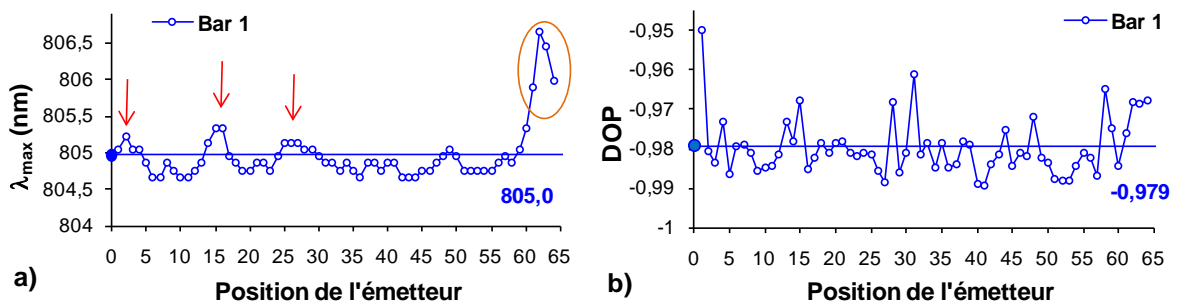 Bar 1
λmax (nm)
806,5
806
805,5
805
804,5
804
805,0
0 5 10 15 20 25 30 35 40 45 50 55 60 65
a) Position de l'émetteur
Bar 1
DOP
-0,95
-0,96
-0,97
-0,98
-0,99
-1
-0,979
0 5 10 15 20 25 30 35 40 45 50 55 60 65
b) Position de l'émetteur